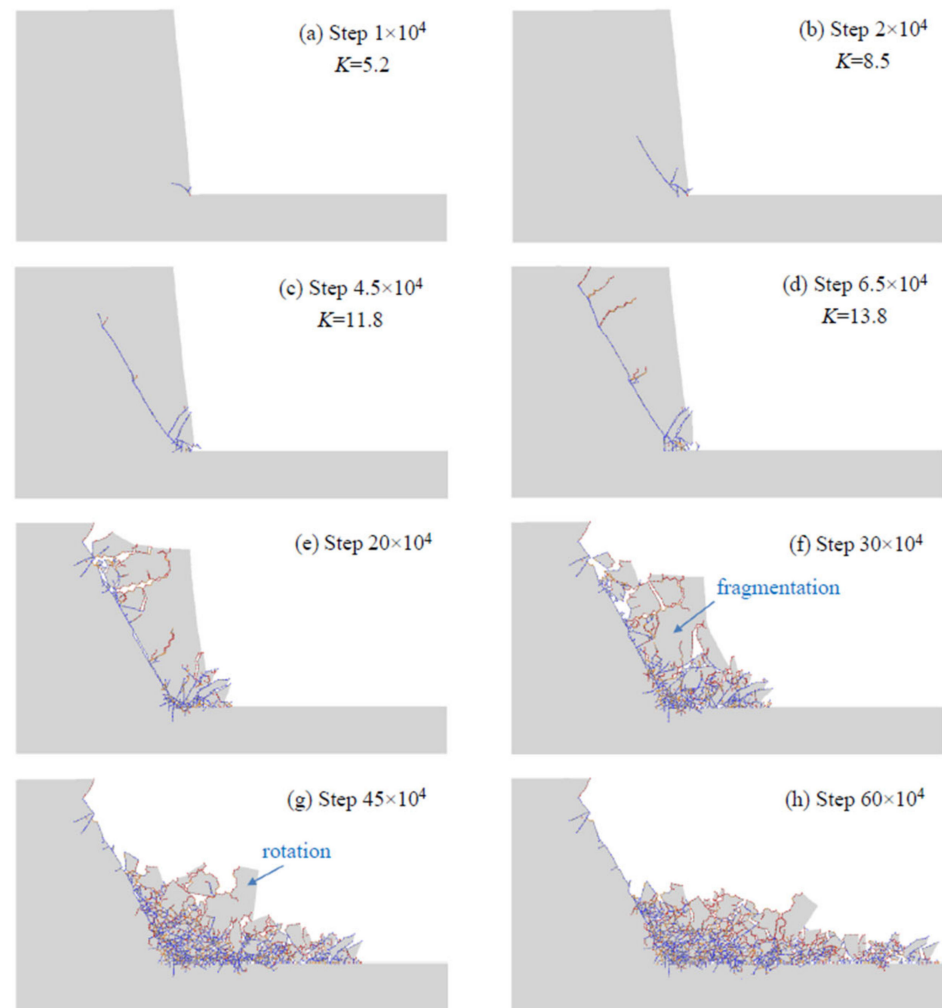 (a) Step 1×10⁴
K=5.2
(b) Step 2×10⁴
K=8.5
(c) Step 4.5×10⁴
K=11.8
(d) Step 6.5×10⁴
K=13.8
(e) Step 20×10⁴
(f) Step 30×10⁴
fragmentation
(g) Step 45×10⁴
rotation
(h) Step 60×10⁴